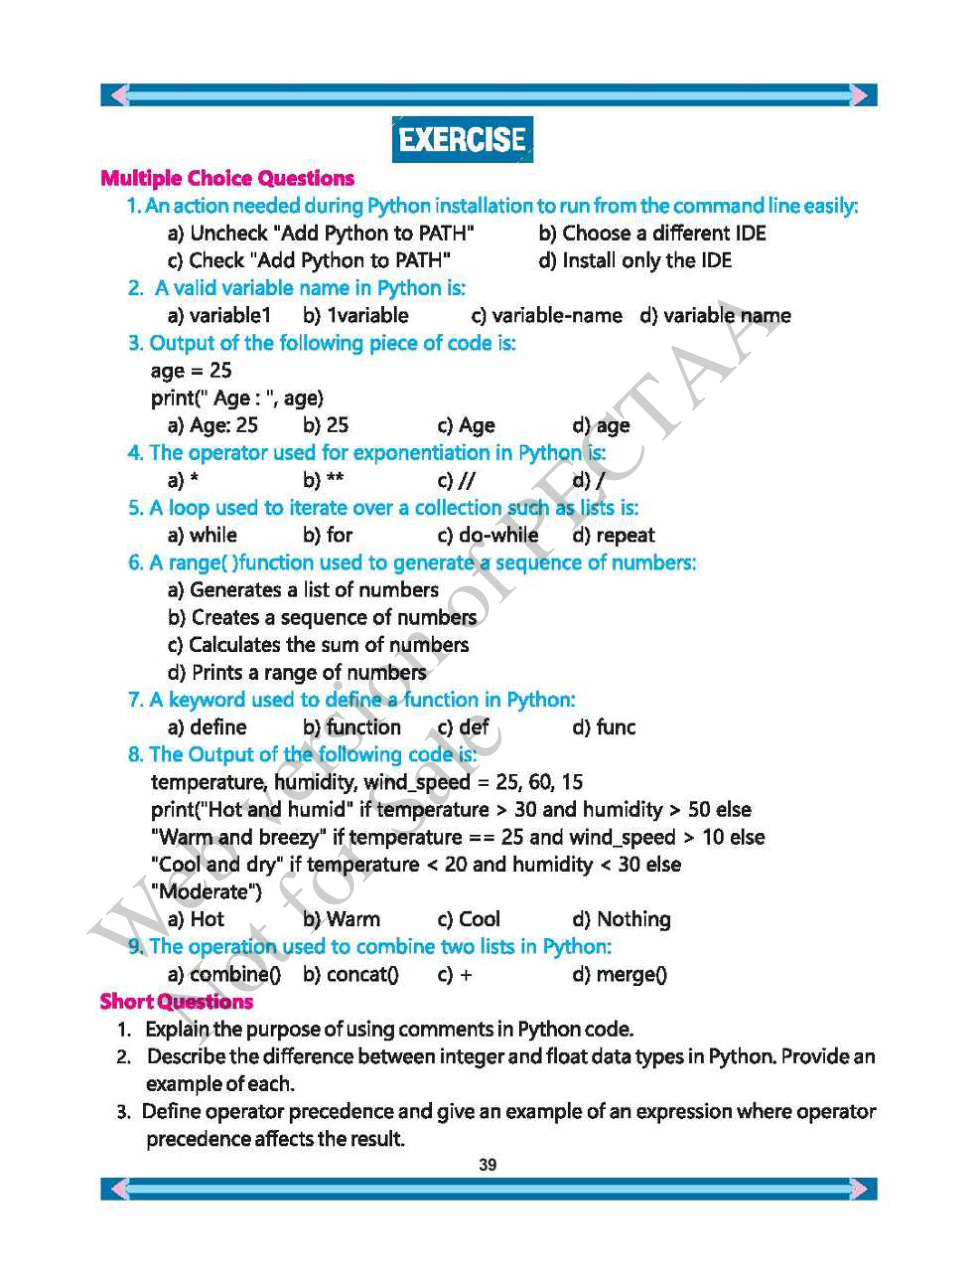 EXERCISE
Multiple Choice Questions
1. An action needed during Python installation to run from the command line easily:
a) Uncheck "Add Python to PATH" b) Choose a different IDE
c) Check "Add Python to PATH" d) Install only the IDE
2. A valid variable name in Python is:
a) variable1 b) 1variable c) variable-name d) variable name
3. Output of the following piece of code is:
age = 25
print(" Age : ", age)
a) Age: 25 b) 25 c) Age d) age
4. The operator used for exponentiation in Python is:
a) * b) ** c) // d) /
5. A loop used to iterate over a collection such as lists is:
a) while b) for c) do-while d) repeat
6. A range( )function used to generate a sequence of numbers:
a) Generates a list of numbers
b) Creates a sequence of numbers
c) Calculates the sum of numbers
d) Prints a range of numbers
7. A keyword used to define a function in Python:
a) define b) function c) def d) func
8. The Output of the following code is:
temperature, humidity, wind_speed = 25, 60, 15
print("Hot and humid" if temperature > 30 and humidity > 50 else
"Warm and breezy" if temperature == 25 and wind_speed > 10 else
"Cool and dry" if temperature < 20 and humidity < 30 else
"Moderate")
a) Hot b) Warm c) Cool d) Nothing
9. The operation used to combine two lists in Python:
a) combine() b) concat() c) + d) merge()
Short Questions
1. Explain the purpose of using comments in Python code.
2. Describe the difference between integer and float data types in Python. Provide an
example of each.
3. Define operator precedence and give an example of an expression where operator
precedence affects the result.
39
Web version of PECTAA
Not for Sale